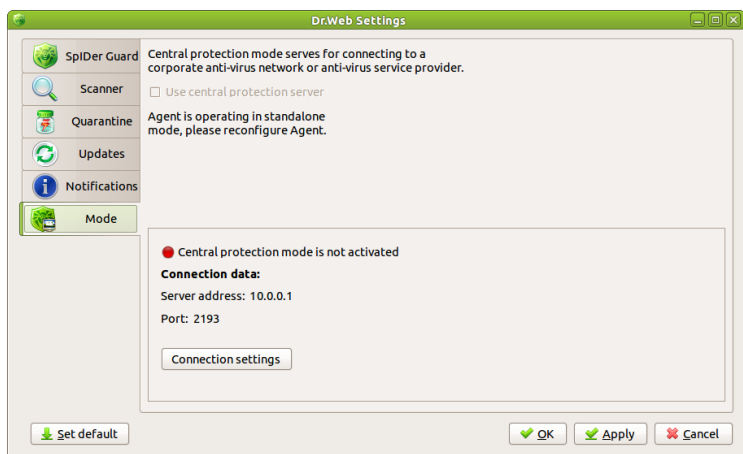 Dr.Web Settings
SpIDer Guard
Scanner
Quarantine
Updates
Notifications
Mode
Central protection mode serves for connecting to a
corporate anti-virus network or anti-virus service provider.
Use central protection server
Agent is operating in standalone
mode, please reconfigure Agent.
Central protection mode is not activated
Connection data:
Server address: 10.0.0.1
Port: 2193
Connection settings
Set default
OK
Apply
Cancel